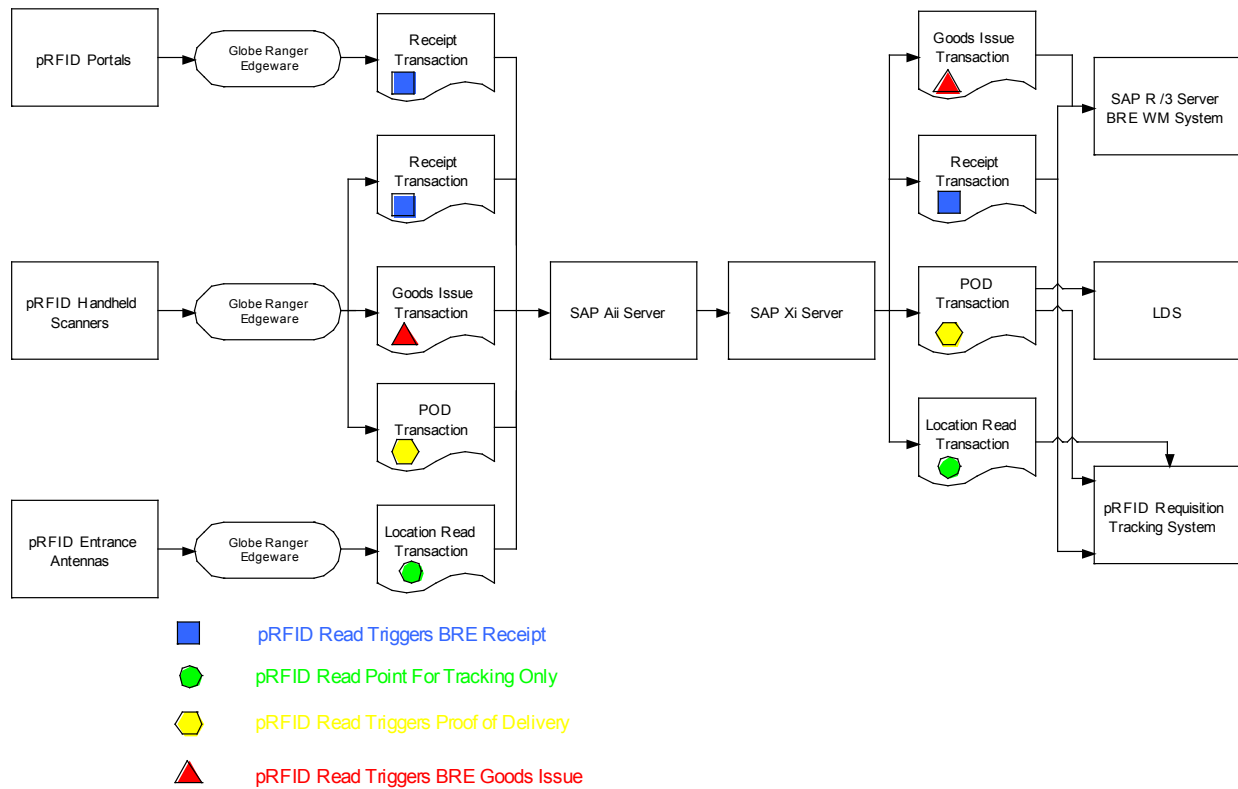 pRFID Portals
Globe Ranger
Edgeware
Receipt
Transaction
Goods Issue
Transaction
SAP R /3 Server
BRE WM System
Receipt
Transaction
Receipt
Transaction
pRFID Handheld
Scanners
Globe Ranger
Edgeware
Goods Issue
Transaction
SAP Aii Server
SAP Xi Server
POD
Transaction
LDS
POD
Transaction
Location Read
Transaction
pRFID Entrance
Antennas
Globe Ranger
Edgeware
Location Read
Transaction
pRFID Requisition
Tracking System
pRFID Read Triggers BRE Receipt
pRFID Read Point For Tracking Only
pRFID Read Triggers Proof of Delivery
pRFID Read Triggers BRE Goods Issue